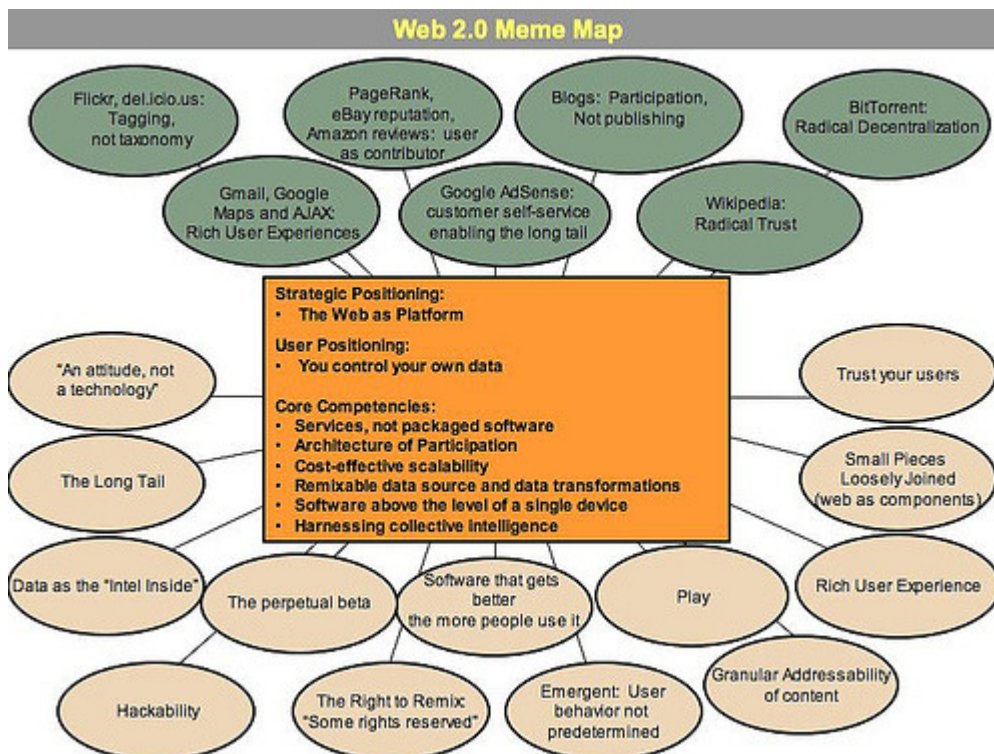 Web 2.0 Meme Map
Flickr, del.icio.us:
Tagging,
not taxonomy
PageRank,
eBay reputation,
Amazon reviews: user
as contributor
Blogs: Participation,
Not publishing
BitTorrent:
Radical Decentralization
Gmail, Google
Maps and AJAX:
Rich User Experiences
Google AdSense:
customer self-service
enabling the long tail
Wikipedia:
Radical Trust
Strategic Positioning:
• The Web as Platform
User Positioning:
• You control your own data
Core Competencies:
• Services, not packaged software
• Architecture of Participation
• Cost-effective scalability
• Remixable data source and data transformations
• Software above the level of a single device
• Harnessing collective intelligence
"An attitude, not
a technology"
Trust your users
The Long Tail
Small Pieces
Loosely Joined
(web as components)
Data as the "Intel Inside"
The perpetual beta
Software that gets
better
the more people use it
Play
Rich User Experience
Hackability
The Right to Remix:
"Some rights reserved"
Emergent: User
behavior not
predetermined
Granular Addressability
of content